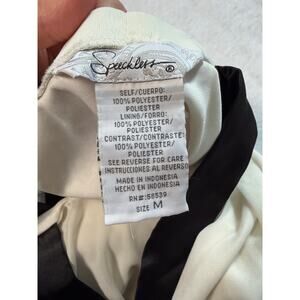 Speechless ®
SELF/CUERPO:
100% POLYESTER/
POLIESTER
LINING/FORRO:
100% POLYESTER/
POLIESTER
CONTRAST/CONTRASTE:
100% POLYESTER/
POLIESTER
SEE REVERSE FOR CARE
INSTRUCCIONES AL REVERSO
MADE IN INDONESIA
HECHO EN INDONESIA
RN#:58539
SIZE M